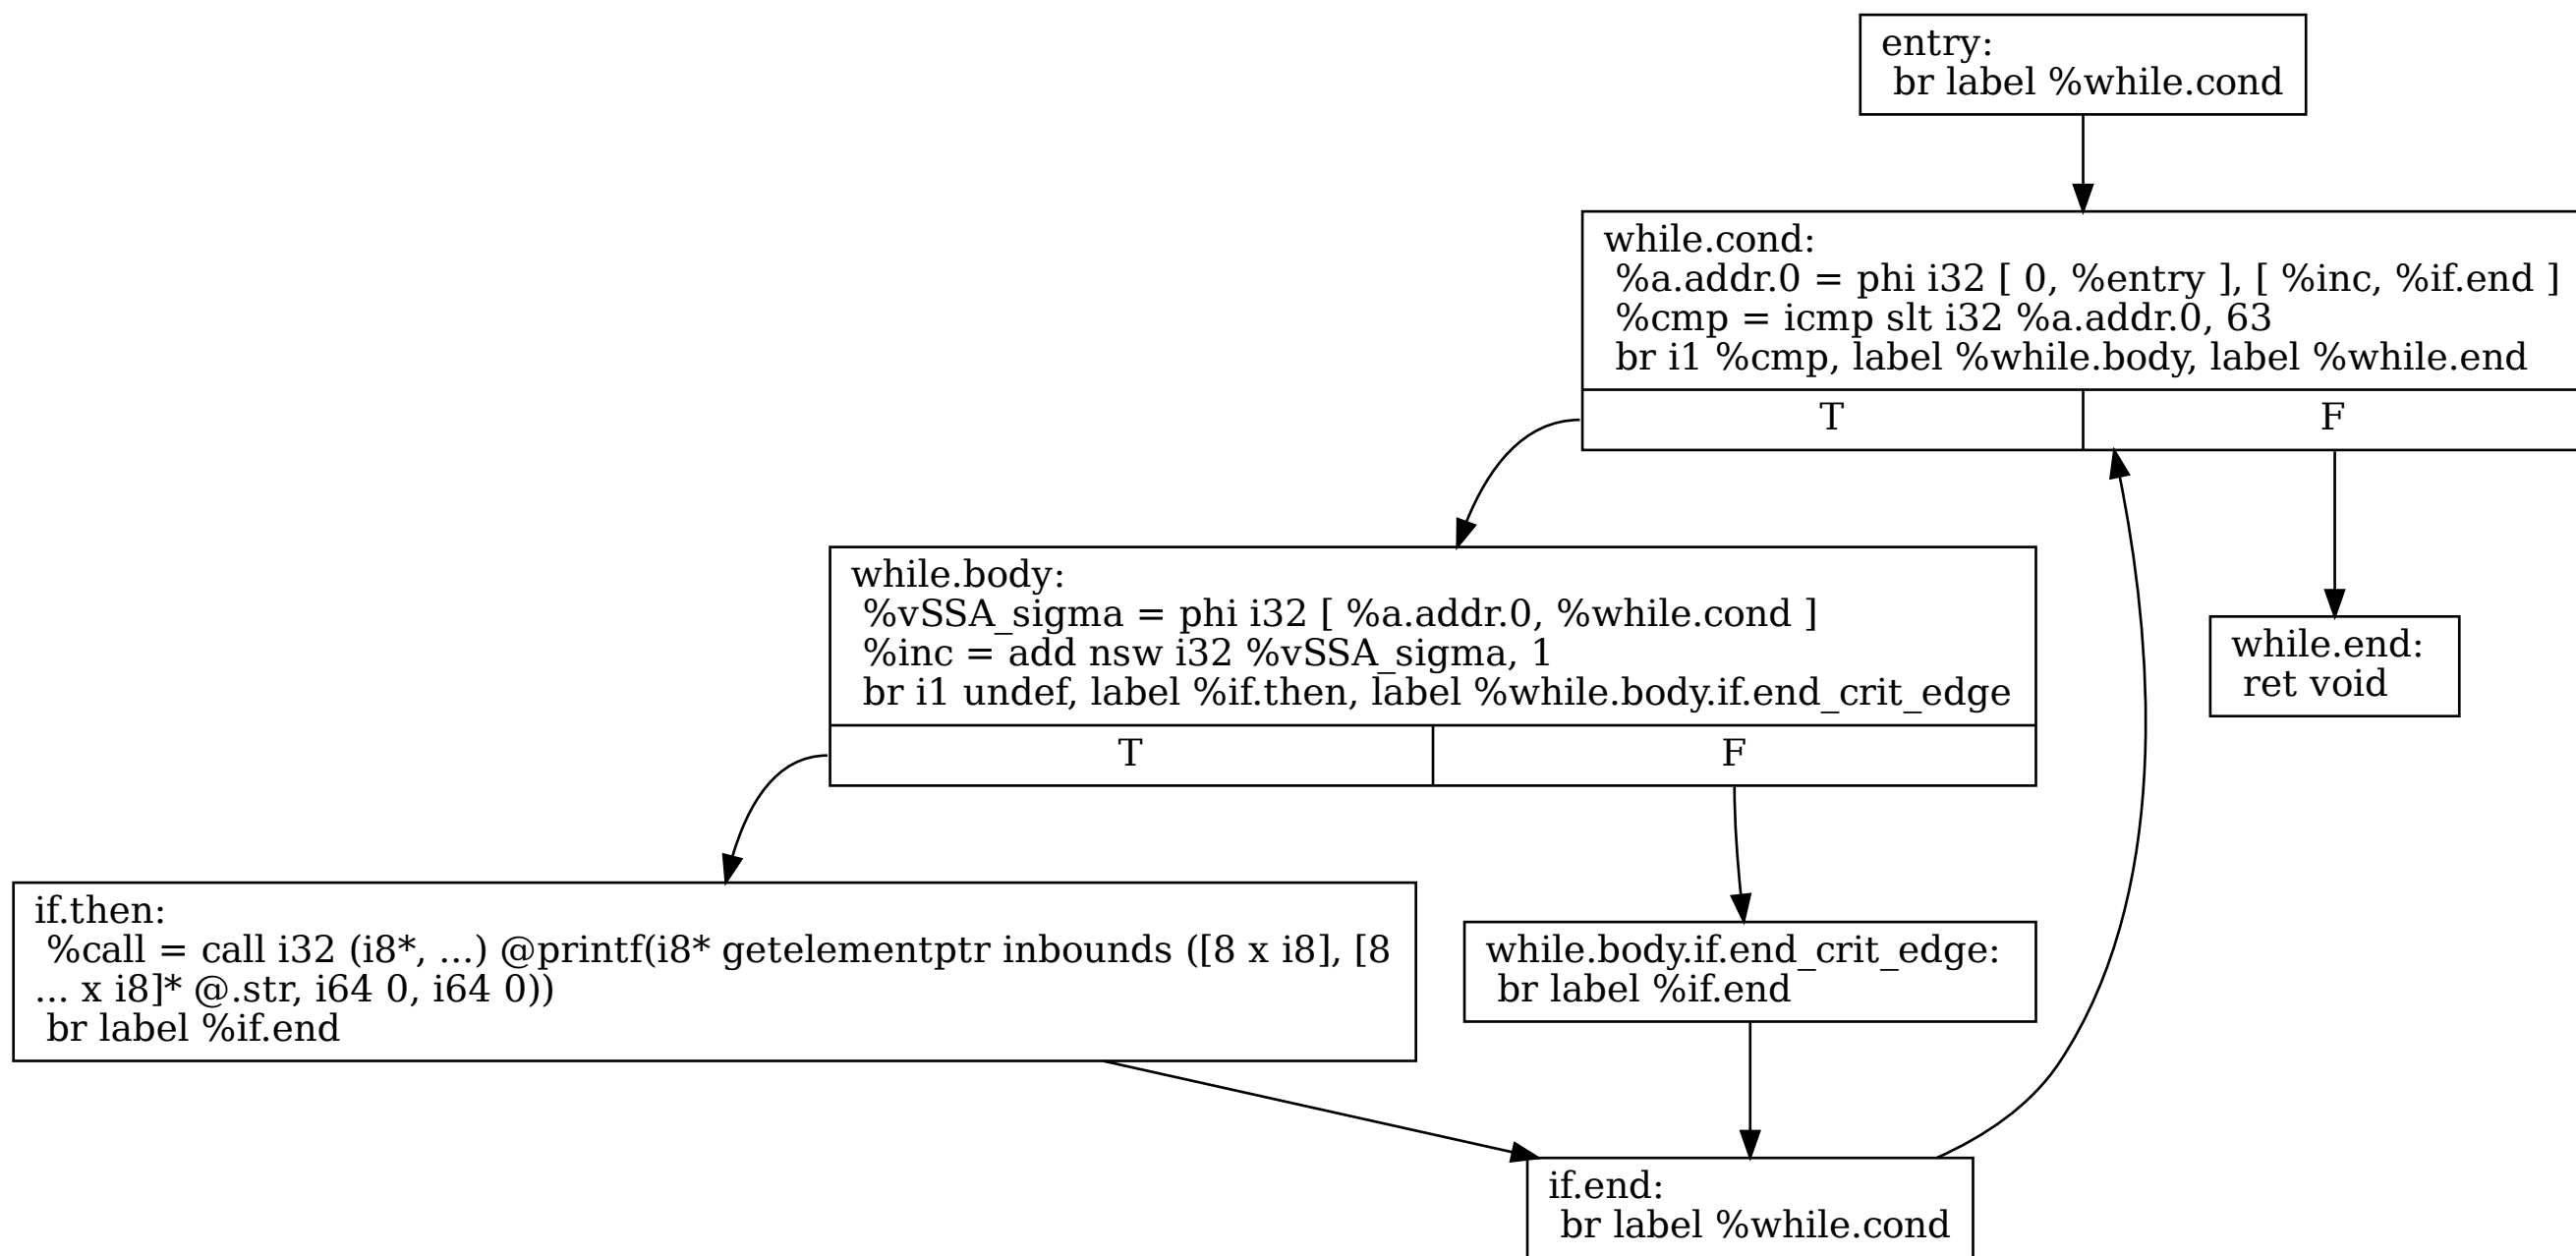 entry:
br label %while.cond
while.cond:
%a.addr.0 = phi i32 [ 0, %entry ], [ %inc, %if.end ]
%cmp = icmp slt i32 %a.addr.0, 63
br i1 %cmp, label %while.body, label %while.end
T
F
while.body:
%vSSA_sigma = phi i32 [ %a.addr.0, %while.cond ]
%inc = add nsw i32 %vSSA_sigma, 1
br i1 undef, label %if.then, label %while.body.if.end_crit_edge
T
F
while.end:
ret void
if.then:
%call = call i32 (i8*, ...) @printf(i8* getelementptr inbounds ([8 x i8], [8
... x i8]* @.str, i64 0, i64 0))
br label %if.end
while.body.if.end_crit_edge:
br label %if.end
if.end:
br label %while.cond